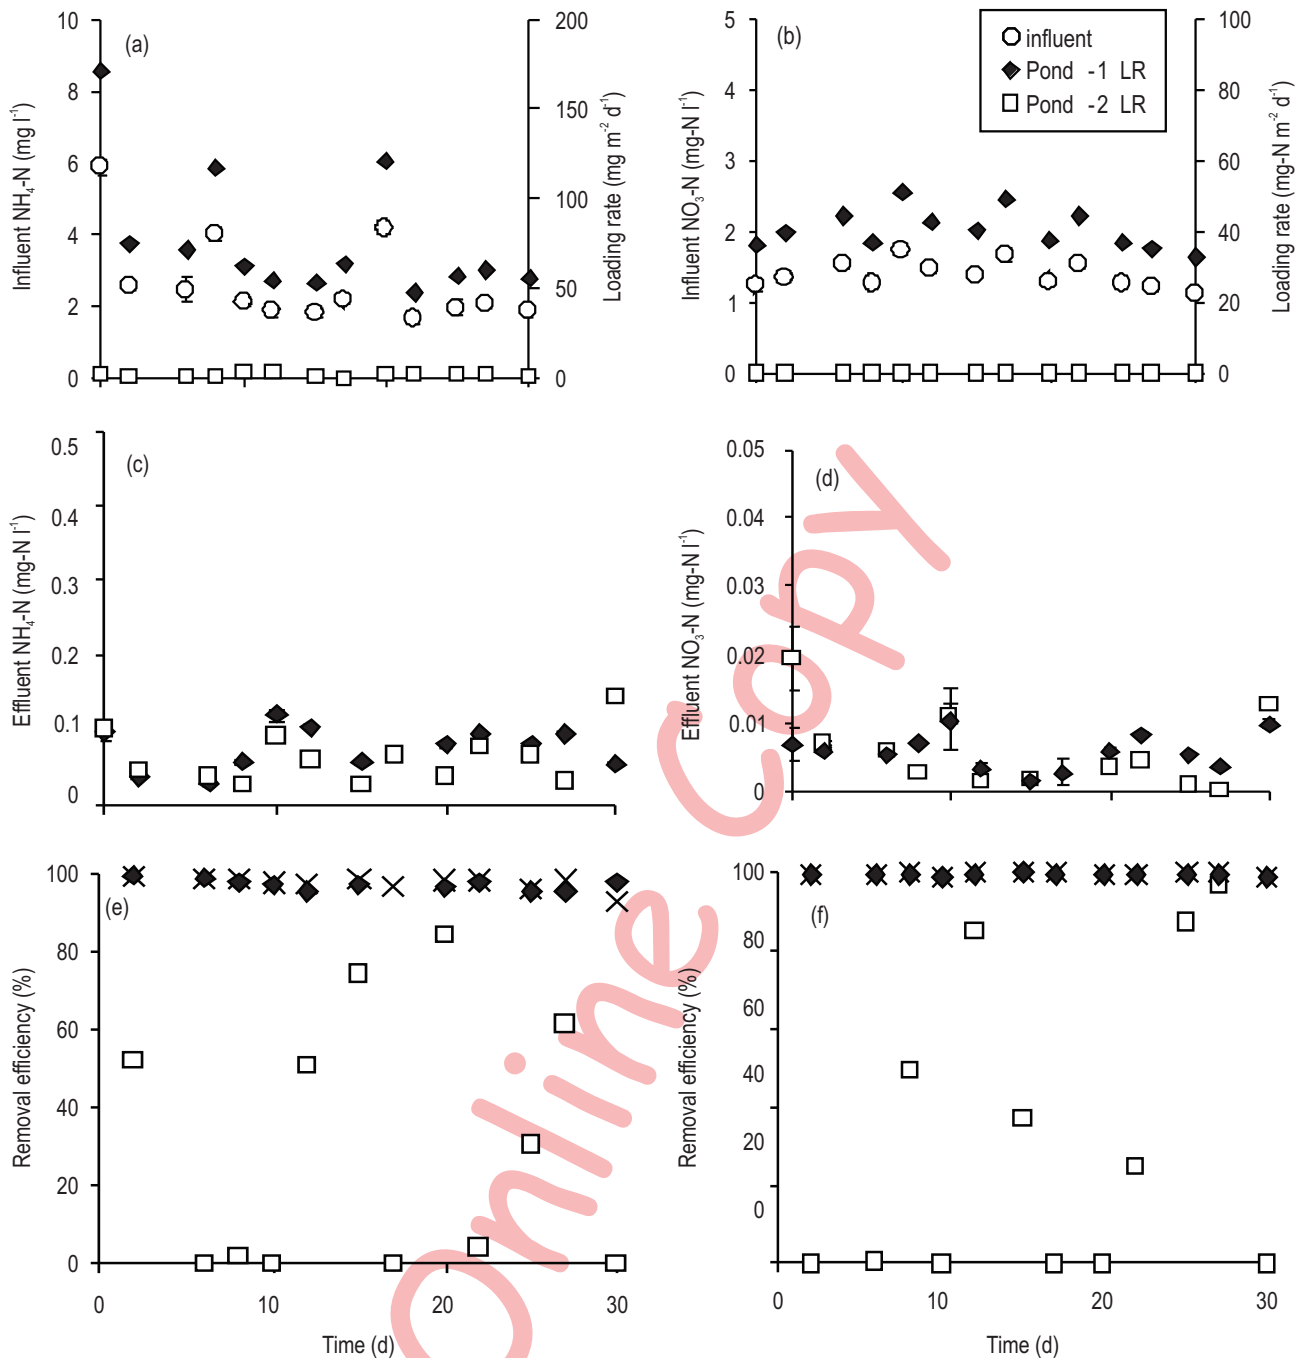 (a)
10
8
6
4
2
0
Influent NH₄-N (mg l⁻¹)
200
150
100
50
0
Loading rate (mg m⁻² d⁻¹)
(b)
5
4
3
2
1
0
Influent NO₃-N (mg-N l⁻¹)
influent
Pond -1 LR
Pond -2 LR
100
80
60
40
20
0
Loading rate (mg-N m⁻² d⁻¹)
(c)
0.5
0.4
0.3
0.2
0.1
0
Effluent NH₄-N (mg-N l⁻¹)
(d)
0.05
0.04
0.03
0.02
0.01
0
Effluent NO₃-N (mg-N l⁻¹)
(e)
100
80
60
40
20
0
Removal efficiency (%)
0 10 20 30
Time (d)
(f)
100
80
60
40
20
0
Removal efficiency (%)
0 10 20 30
Time (d)
Online Copy